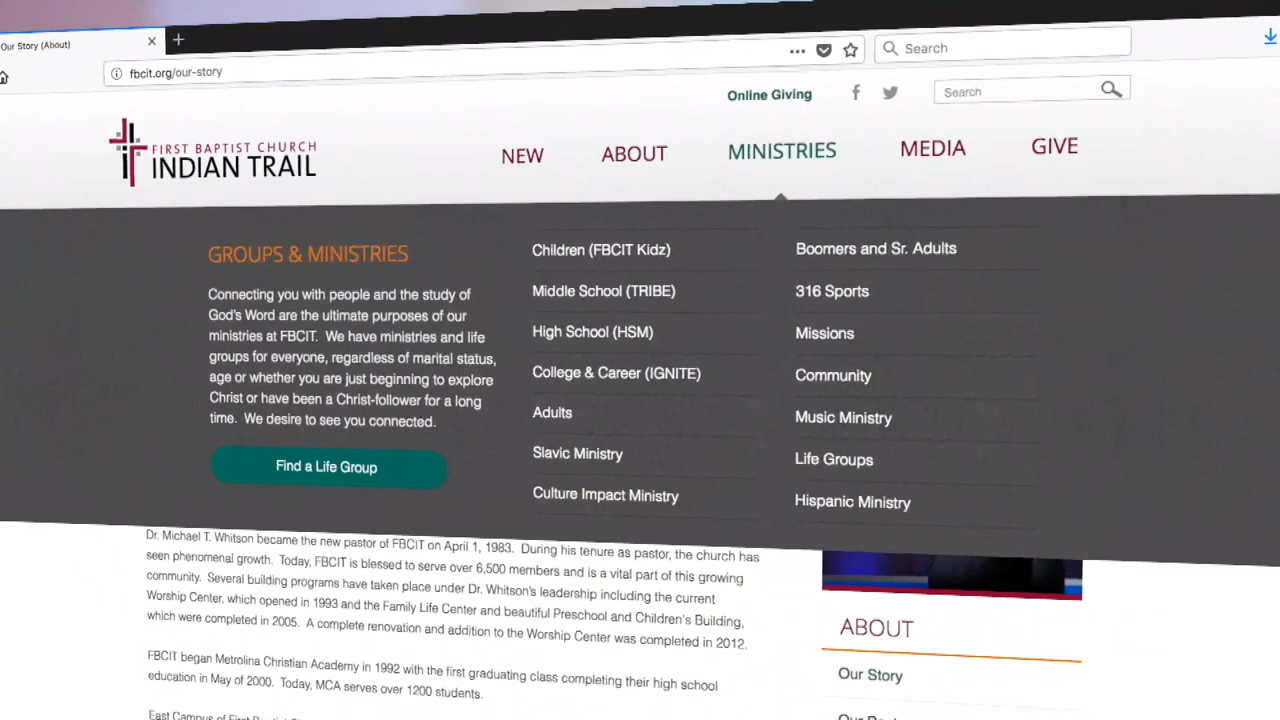 Our Story (About)
fbcit.org/our-story
Search
Online Giving
Search
FIRST BAPTIST CHURCH
INDIAN TRAIL
NEW
ABOUT
MINISTRIES
MEDIA
GIVE
GROUPS & MINISTRIES
Connecting you with people and the study of
God's Word are the ultimate purposes of our
ministries at FBCIT. We have ministries and life
groups for everyone, regardless of marital status,
age or whether you are just beginning to explore
Christ or have been a Christ-follower for a long
time. We desire to see you connected.
Find a Life Group
Children (FBCIT Kidz)
Middle School (TRIBE)
High School (HSM)
College & Career (IGNITE)
Adults
Slavic Ministry
Culture Impact Ministry
Boomers and Sr. Adults
316 Sports
Missions
Community
Music Ministry
Life Groups
Hispanic Ministry
Dr. Michael T. Whitson became the new pastor of FBCIT on April 1, 1983. During his tenure as pastor, the church has
seen phenomenal growth. Today, FBCIT is blessed to serve over 6,500 members and is a vital part of this growing
community. Several building programs have taken place under Dr. Whitson's leadership including the current
Worship Center, which opened in 1993 and the Family Life Center and beautiful Preschool and Children's Building,
which were completed in 2005. A complete renovation and addition to the Worship Center was completed in 2012.
FBCIT began Metrolina Christian Academy in 1992 with the first graduating class completing their high school
education in May of 2000. Today, MCA serves over 1200 students.
East Campus of First Baptist
ABOUT
Our Story
Our